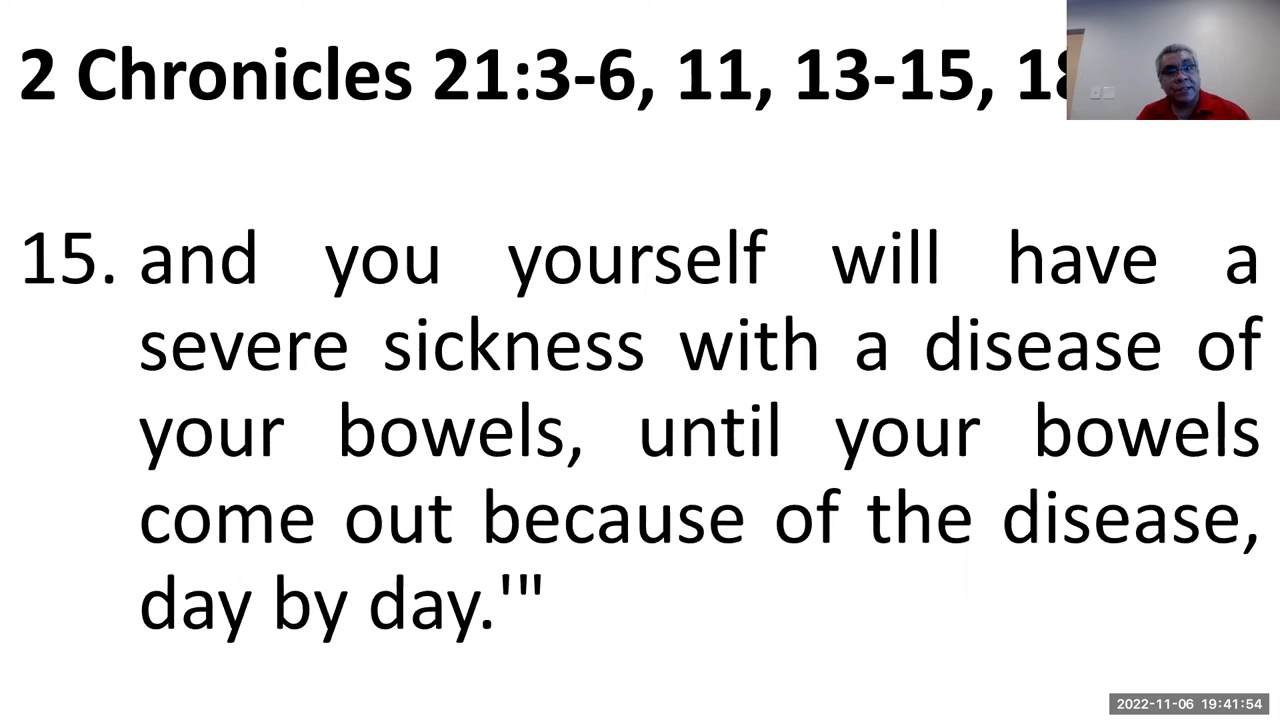 2 Chronicles 21:3-6, 11, 13-15,
15. and you yourself will have a
severe sickness with a disease of
your bowels, until your bowels
come out because of the disease,
day by day.'"
2022-11-06 19:41:54